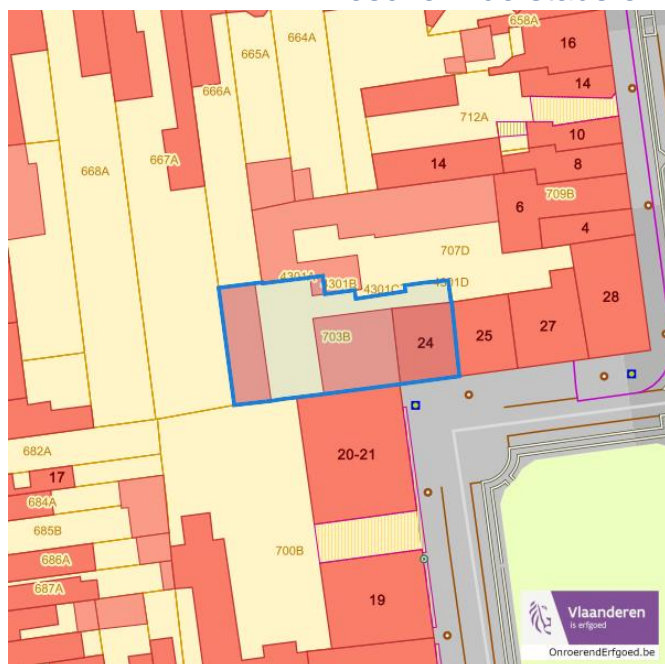 658A
664A
16
665A
14
666A
712A
10
667A
14
8
668A
6
709B
4
707D
4301B
4301C
4301D
28
703B
24
25
27
682A
20-21
17
684A
685B
700B
686A
687A
19
Vlaanderen
is erfgoed
OnroerendErfgoed.be